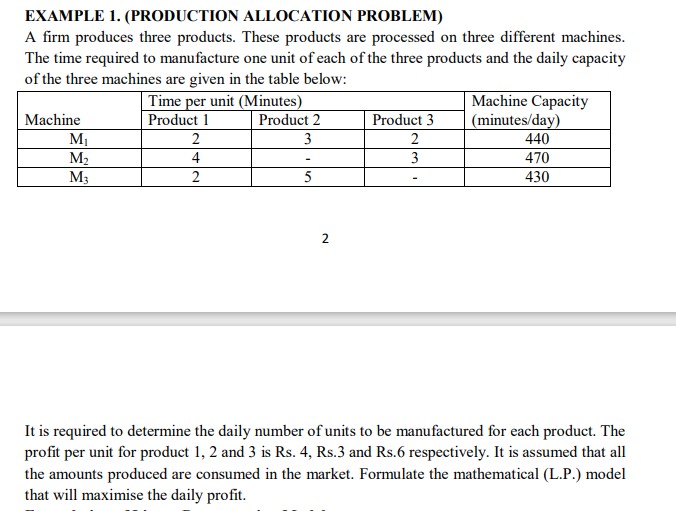 EXAMPLE 1. (PRODUCTION ALLOCATION PROBLEM)
A firm produces three products. These products are processed on three different machines.
The time required to manufacture one unit of each of the three products and the daily capacity
of the three machines are given in the table below:
Time per unit (Minutes) Machine Capacity
Machine Product 1 Product 2 Product 3 (minutes/day)
M₁ 2 3 2 440
M₂ 4 - 3 470
M₃ 2 5 - 430
2
It is required to determine the daily number of units to be manufactured for each product. The
profit per unit for product 1, 2 and 3 is Rs. 4, Rs.3 and Rs.6 respectively. It is assumed that all
the amounts produced are consumed in the market. Formulate the mathematical (L.P.) model
that will maximise the daily profit.